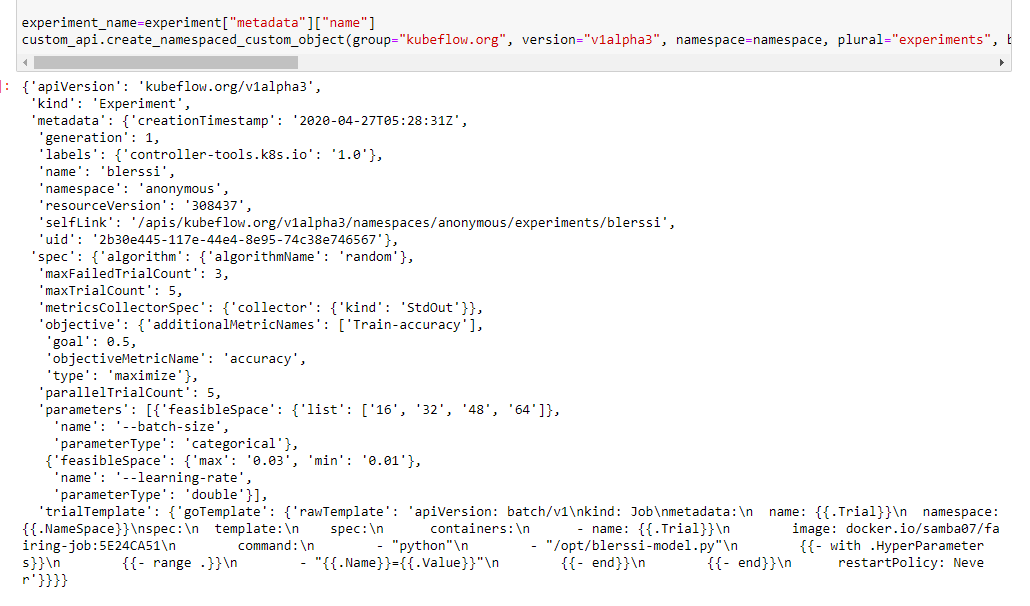 experiment_name=experiment["metadata"]["name"]
custom_api.create_namespaced_custom_object(group="kubeflow.org", version="v1alpha3", namespace=namespace, plural="experiments", b
]: {'apiVersion': 'kubeflow.org/v1alpha3',
'kind': 'Experiment',
'metadata': {'creationTimestamp': '2020-04-27T05:28:31Z',
'generation': 1,
'labels': {'controller-tools.k8s.io': '1.0'},
'name': 'blerssi',
'namespace': 'anonymous',
'resourceVersion': '308437',
'selfLink': '/apis/kubeflow.org/v1alpha3/namespaces/anonymous/experiments/blerssi',
'uid': '2b30e445-117e-44e4-8e95-74c38e746567'},
'spec': {'algorithm': {'algorithmName': 'random'},
'maxFailedTrialCount': 3,
'maxTrialCount': 5,
'metricsCollectorSpec': {'collector': {'kind': 'StdOut'}},
'objective': {'additionalMetricNames': ['Train-accuracy'],
'goal': 0.5,
'objectiveMetricName': 'accuracy',
'type': 'maximize'},
'parallelTrialCount': 5,
'parameters': [{'feasibleSpace': {'list': ['16', '32', '48', '64']},
'name': '--batch-size',
'parameterType': 'categorical'},
{'feasibleSpace': {'max': '0.03', 'min': '0.01'},
'name': '--learning-rate',
'parameterType': 'double'}],
'trialTemplate': {'goTemplate': {'rawTemplate': 'apiVersion: batch/v1\nkind: Job\nmetadata:\n  name: {{.Trial}}\n  namespace:
{{.NameSpace}}\nspec:\n  template:\n    spec:\n      containers:\n      - name: {{.Trial}}\n        image: docker.io/samba07/fa
iring-job:5E24CA51\n        command:\n        - "python"\n        - "/opt/blerssi-model.py"\n        {{- with .HyperParameter
s}}\n        {{- range .}}\n        - "{{.Name}}={{.Value}}"\n        {{- end}}\n        {{- end}}\n      restartPolicy: Neve
r'}}}}